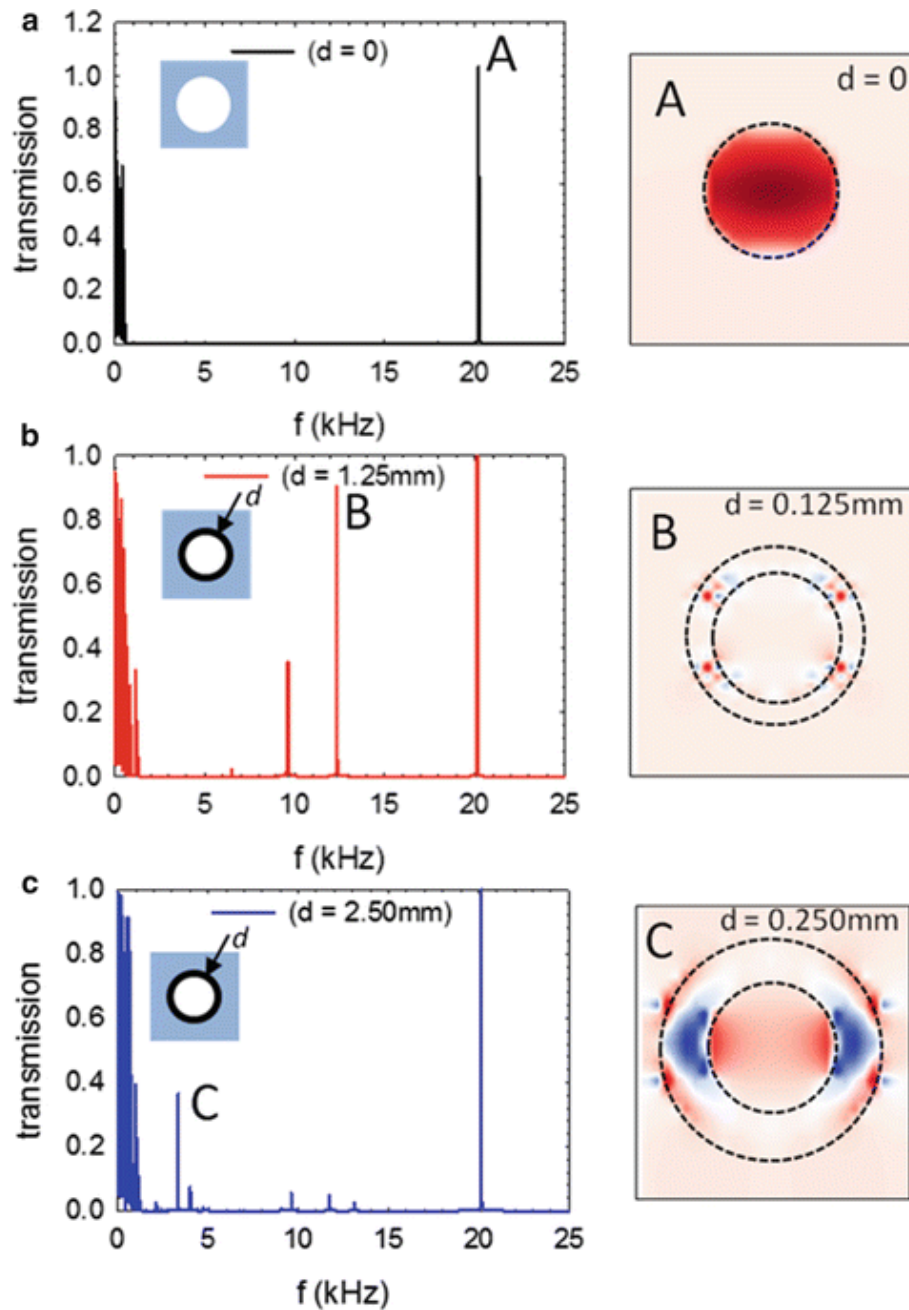 a
1.2
1.0
0.8
0.6
0.4
0.2
0.0
transmission
(d = 0)
A
0 5 10 15 20 25
f (kHz)
A
d = 0
b
1.0
0.8
0.6
0.4
0.2
0.0
transmission
(d = 1.25mm)
d
B
0 5 10 15 20 25
f (kHz)
B
d = 0.125mm
c
1.0
0.8
0.6
0.4
0.2
0.0
transmission
(d = 2.50mm)
d
C
0 5 10 15 20 25
f (kHz)
C
d = 0.250mm